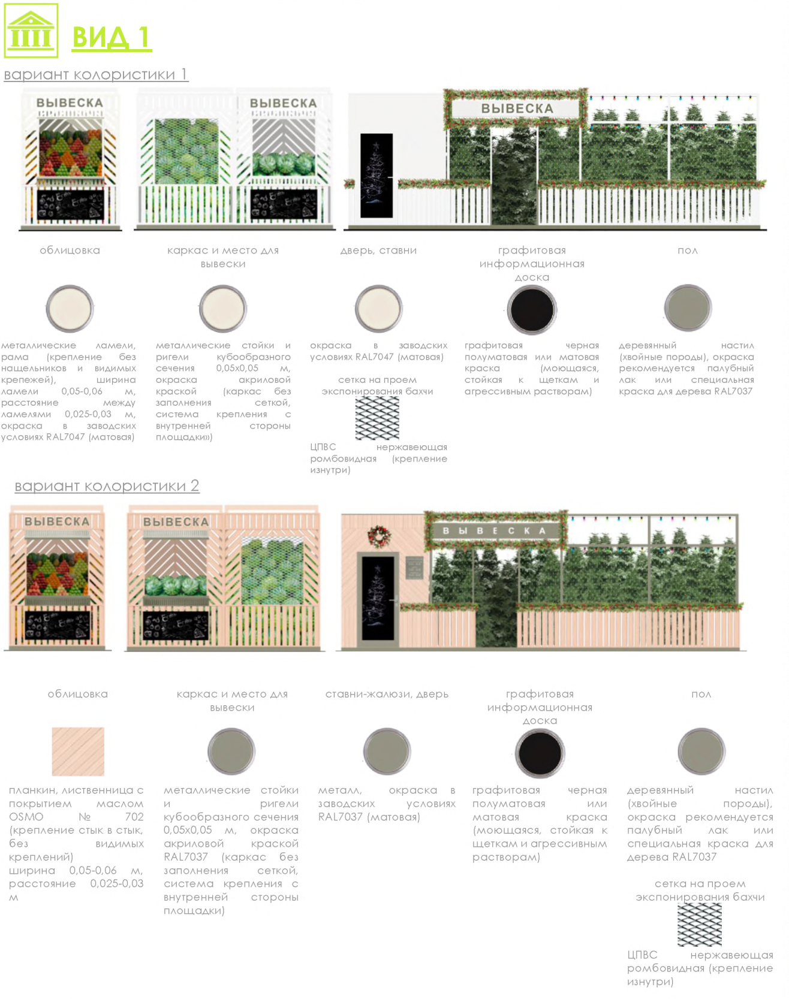 ВИД 1
вариант колористики 1
ВЫВЕСКА
ВЫВЕСКА
ВЫВЕСКА
облицовка
металлические ламели,
рама (крепление без
нащельников и видимых
крепежей), ширина
ламели 0,05-0,06 м,
расстояние между
ламелями 0,025-0,03 м,
окраска в заводских
условиях RAL7047 (матовая)
каркас и место для
вывески
металлические стойки и
ригели кубообразного
сечения 0,05х0,05 м,
окраска акриловой
краской (каркас без
заполнения сеткой,
система крепления с
внутренней стороны
площадки»)
дверь, ставни
окраска в заводских
условиях RAL7047 (матовая)
сетка на проем
экспонирования бахчи
ЦПВС нержавеющая
ромбовидная (крепление
изнутри)
графитовая
информационная
доска
графитовая черная
полуматовая или матовая
краска (моющаяся,
стойкая к щеткам и
агрессивным растворам)
пол
деревянный настил
(хвойные породы), окраска
рекомендуется палубный
лак или специальная
краска для дерева RAL7037
вариант колористики 2
ВЫВЕСКА
ВЫВЕСКА
ВЫВЕСКА
облицовка
планкин, лиственница с
покрытием маслом
OSMO № 702
(крепление стык в стык,
без видимых
креплений)
ширина 0,05-0,06 м,
расстояние 0,025-0,03
м
каркас и место для
вывески
металлические стойки
и ригели
кубообразного сечения
0,05х0,05 м, окраска
акриловой краской
RAL7037 (каркас без
заполнения сеткой,
система крепления с
внутренней стороны
площадки)
ставни-жалюзи, дверь
металл, окраска в
заводских условиях
RAL7037 (матовая)
графитовая
информационная
доска
графитовая черная
полуматовая или
матовая краска
(моющаяся, стойкая к
щеткам и агрессивным
растворам)
пол
деревянный настил
(хвойные породы),
окраска рекомендуется
палубный лак или
специальная краска для
дерева RAL7037
сетка на проем
экспонирования бахчи
ЦПВС нержавеющая
ромбовидная (крепление
изнутри)